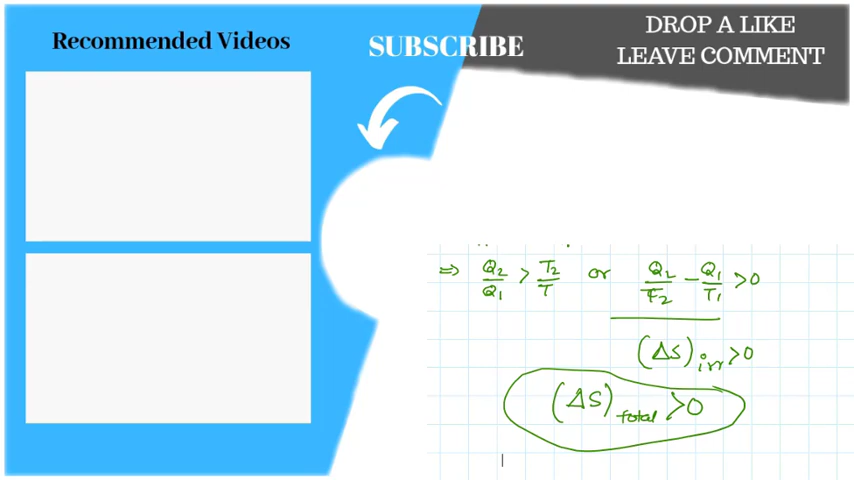 Recommended Videos
SUBSCRIBE
DROP A LIKE
LEAVE COMMENT
⇒ Q2/Q1 > T2/T or Q2/T2 − Q1/T1 > 0
(ΔS)irr > 0
(ΔS)total > 0